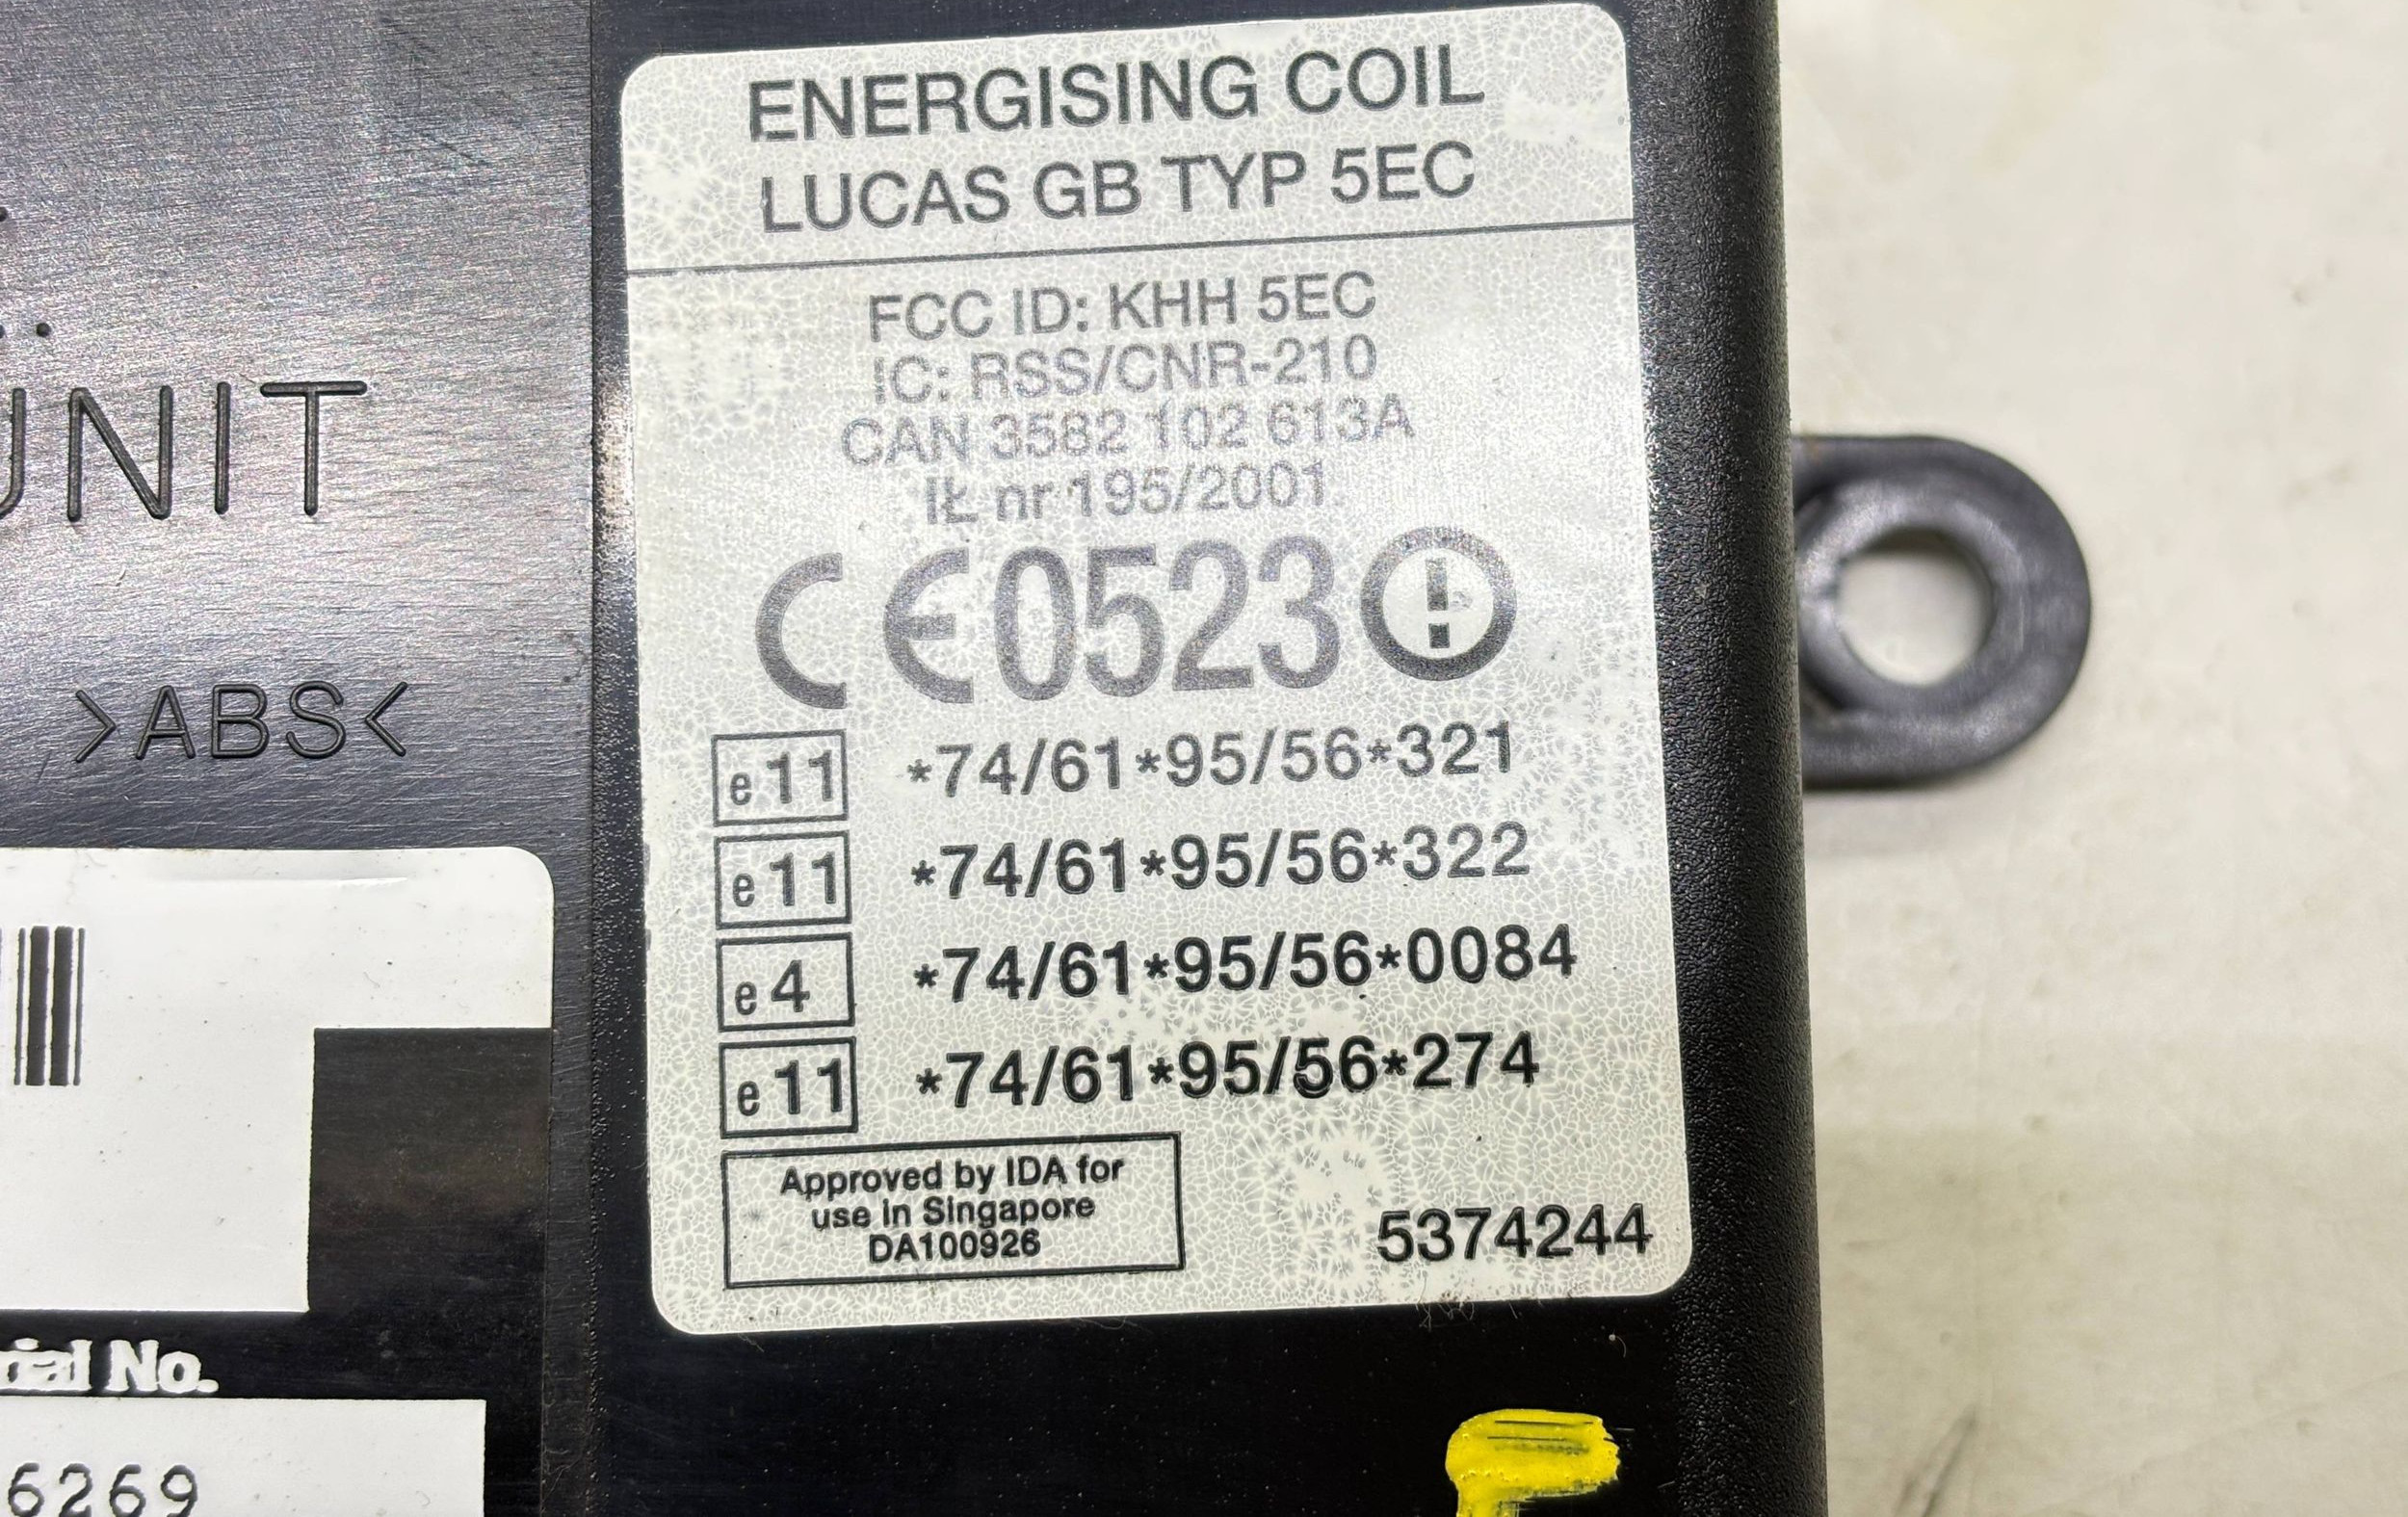 ENERGISING COIL
LUCAS GB TYP 5EC
FCC ID: KHH 5EC
IC: RSS/CNR-210
CAN 3582 102 613A
IŁ nr 195/2001
CE0523
e11 *74/61*95/56*321
e11 *74/61*95/56*322
e4 *74/61*95/56*0084
e11 *74/61*95/56*274
Approved by IDA for
use in Singapore
DA100926
5374244
UNIT
>ABS<
rial No.
6269